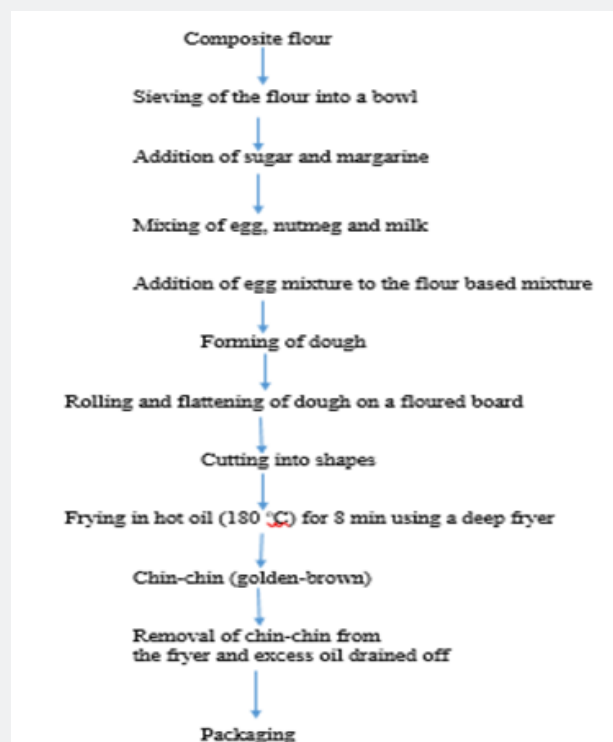 Composite flour
Sieving of the flour into a bowl
Addition of sugar and margarine
Mixing of egg, nutmeg and milk
Addition of egg mixture to the flour based mixture
Forming of dough
Rolling and flattening of dough on a floured board
Cutting into shapes
Frying in hot oil (180 °C) for 8 min using a deep fryer
Chin-chin (golden-brown)
Removal of chin-chin from
the fryer and excess oil drained off
Packaging